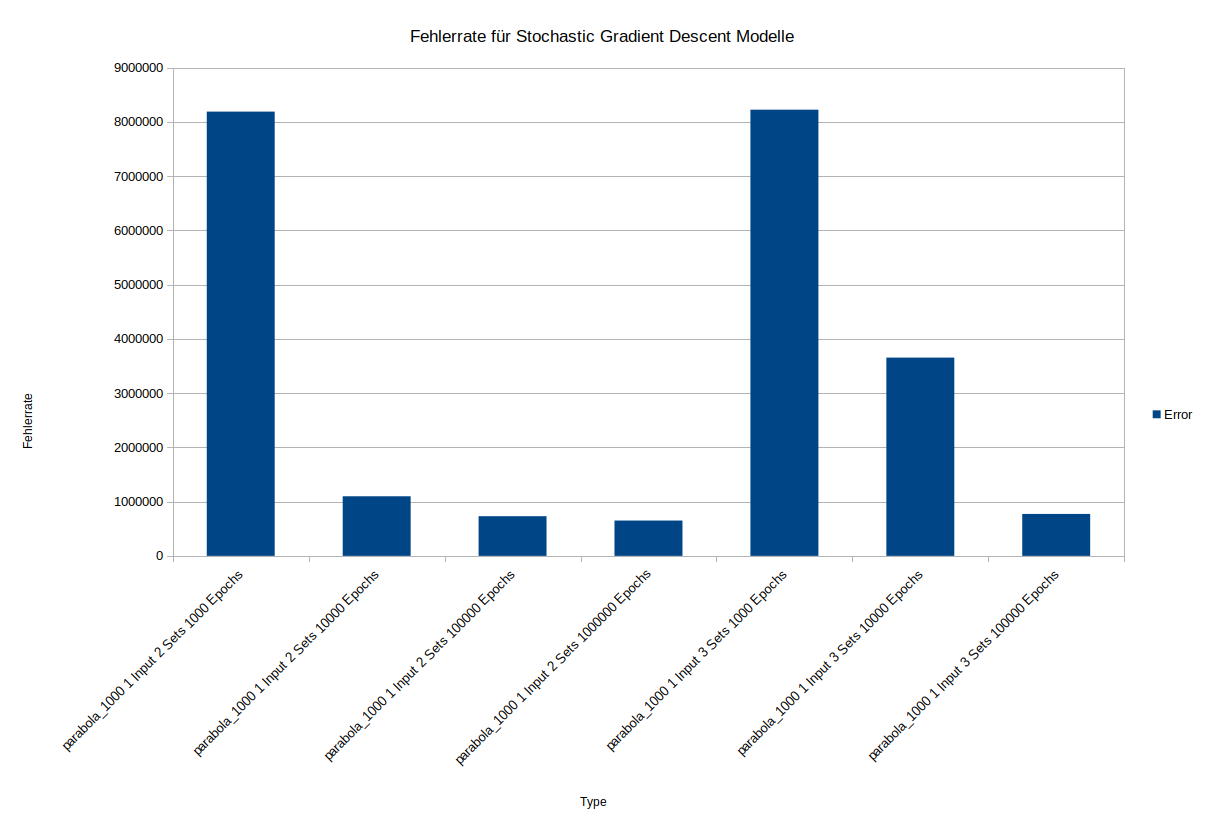 Fehlerrate für Stochastic Gradient Descent Modelle
9000000
8000000
7000000
6000000
5000000
4000000
3000000
2000000
1000000
0
Fehlerrate
Error
parabola_1000 1 Input 2 Sets 1000 Epochs
parabola_1000 1 Input 2 Sets 10000 Epochs
parabola_1000 1 Input 2 Sets 100000 Epochs
parabola_1000 1 Input 2 Sets 1000000 Epochs
parabola_1000 1 Input 3 Sets 1000 Epochs
parabola_1000 1 Input 3 Sets 10000 Epochs
parabola_1000 1 Input 3 Sets 100000 Epochs
Type